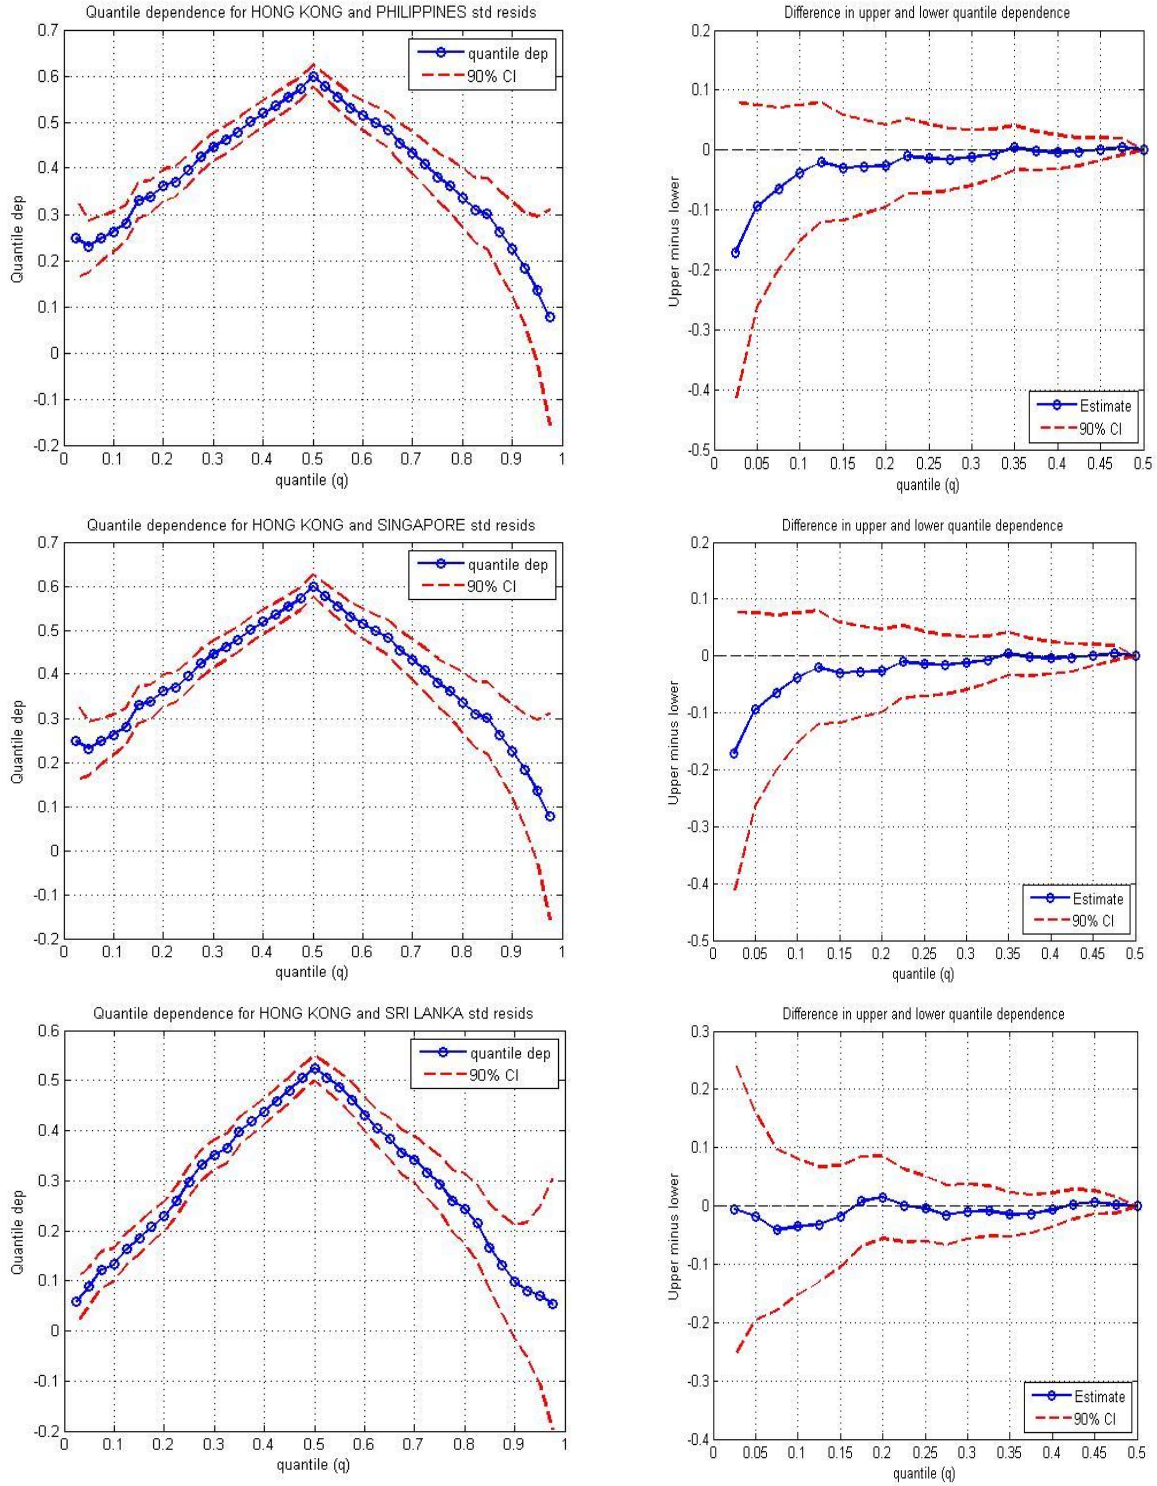 Quantile dependence for HONG KONG and PHILIPPINES std resids
0.7
0.6
0.5
0.4
0.3
0.2
0.1
0
-0.1
-0.2
Quantile dep
quantile dep
90% CI
0 0.1 0.2 0.3 0.4 0.5 0.6 0.7 0.8 0.9 1
quantile (q)
Difference in upper and lower quantile dependence
0.2
0.1
0
-0.1
-0.2
-0.3
-0.4
-0.5
Upper minus lower
Estimate
90% CI
0 0.05 0.1 0.15 0.2 0.25 0.3 0.35 0.4 0.45 0.5
quantile (q)
Quantile dependence for HONG KONG and SINGAPORE std resids
0.7
0.6
0.5
0.4
0.3
0.2
0.1
0
-0.1
-0.2
Quantile dep
quantile dep
90% CI
0 0.1 0.2 0.3 0.4 0.5 0.6 0.7 0.8 0.9 1
quantile (q)
Difference in upper and lower quantile dependence
0.2
0.1
0
-0.1
-0.2
-0.3
-0.4
-0.5
Upper minus lower
Estimate
90% CI
0 0.05 0.1 0.15 0.2 0.25 0.3 0.35 0.4 0.45 0.5
quantile (q)
Quantile dependence for HONG KONG and SRI LANKA std resids
0.6
0.5
0.4
0.3
0.2
0.1
0
-0.1
-0.2
Quantile dep
quantile dep
90% CI
0 0.1 0.2 0.3 0.4 0.5 0.6 0.7 0.8 0.9 1
quantile (q)
Difference in upper and lower quantile dependence
0.3
0.2
0.1
0
-0.1
-0.2
-0.3
-0.4
Upper minus lower
Estimate
90% CI
0 0.05 0.1 0.15 0.2 0.25 0.3 0.35 0.4 0.45 0.5
quantile (q)